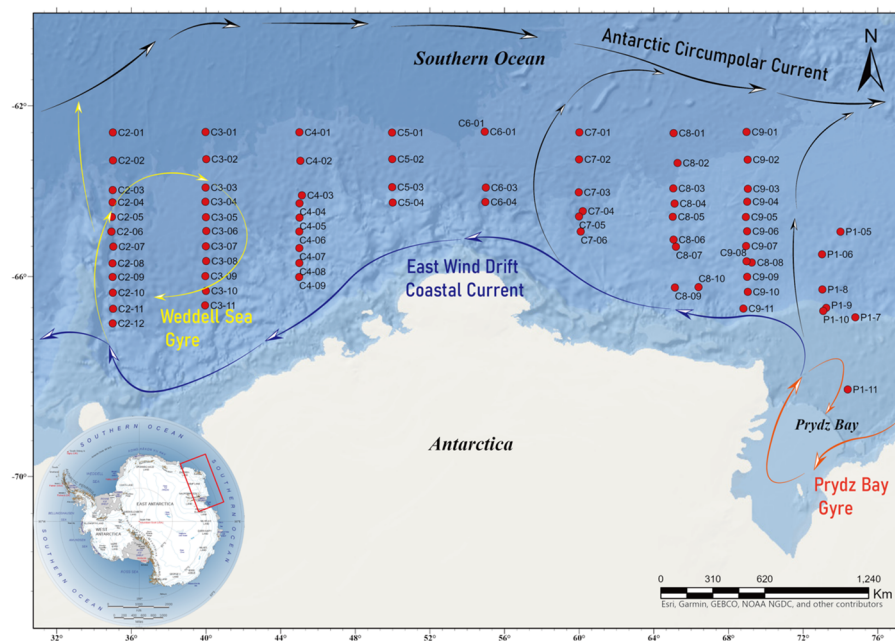 N
Antarctic Circumpolar Current
Southern Ocean
-62°
C2-01
C3-01
C4-01
C5-01
C6-01
C6-01
C7-01
C8-01
C9-01
C2-02
C3-02
C4-02
C5-02
C7-02
C8-02
C9-02
C2-03
C3-03
C4-03
C5-03
C6-03
C7-03
C8-03
C9-03
C2-04
C3-04
C4-04
C5-04
C6-04
C7-04
C8-04
C9-04
C2-05
C3-05
C4-05
C7-05
C8-05
C9-05
C2-06
C3-06
C4-06
C7-06
C8-06
C9-06
P1-05
C2-07
C3-07
C4-07
C8-07
C9-07
P1-06
C2-08
C3-08
C4-08
C9-08
C8-08
-66°
C2-09
C3-09
C4-09
C8-09
C8-10
C9-09
P1-8
C2-10
C3-10
C9-10
C2-11
C3-11
C9-11
P1-9
P1-10
P1-7
C2-12
East Wind Drift
Coastal Current
Weddell Sea
Gyre
P1-11
Prydz Bay
Antarctica
-70°
Prydz Bay
Gyre
SOUTHERN OCEAN
SOUTHERN OCEAN
SOUTHERN OCEAN
EAST ANTARCTICA
WEST
ANTARCTICA
0 310 620 1,240
Km
Esri, Garmin, GEBCO, NOAA NGDC, and other contributors
32° 36° 40° 44° 48° 52° 56° 60° 64° 68° 72° 76°